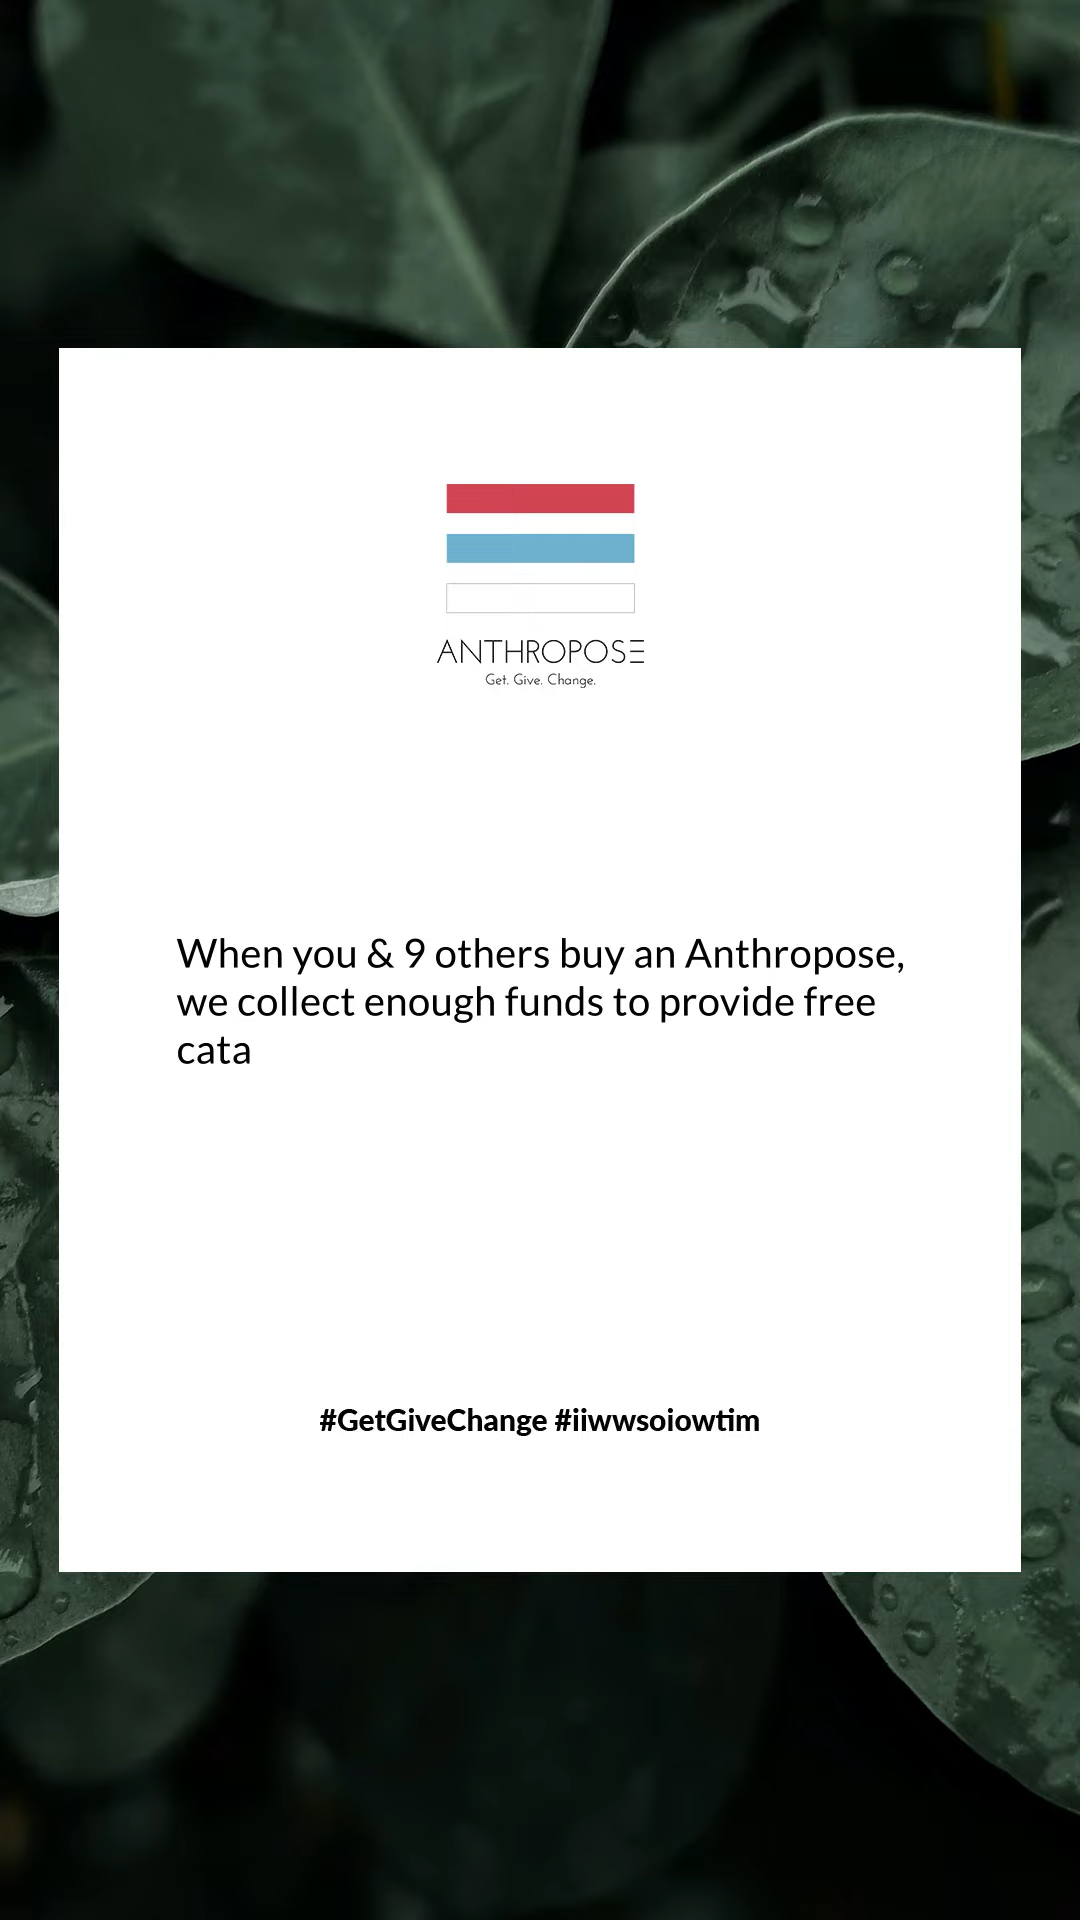 ANTHROPOSE
Get. Give. Change.
When you & 9 others buy an Anthropose,
we collect enough funds to provide free
cata
#GetGiveChange #iiwwsoiowtim